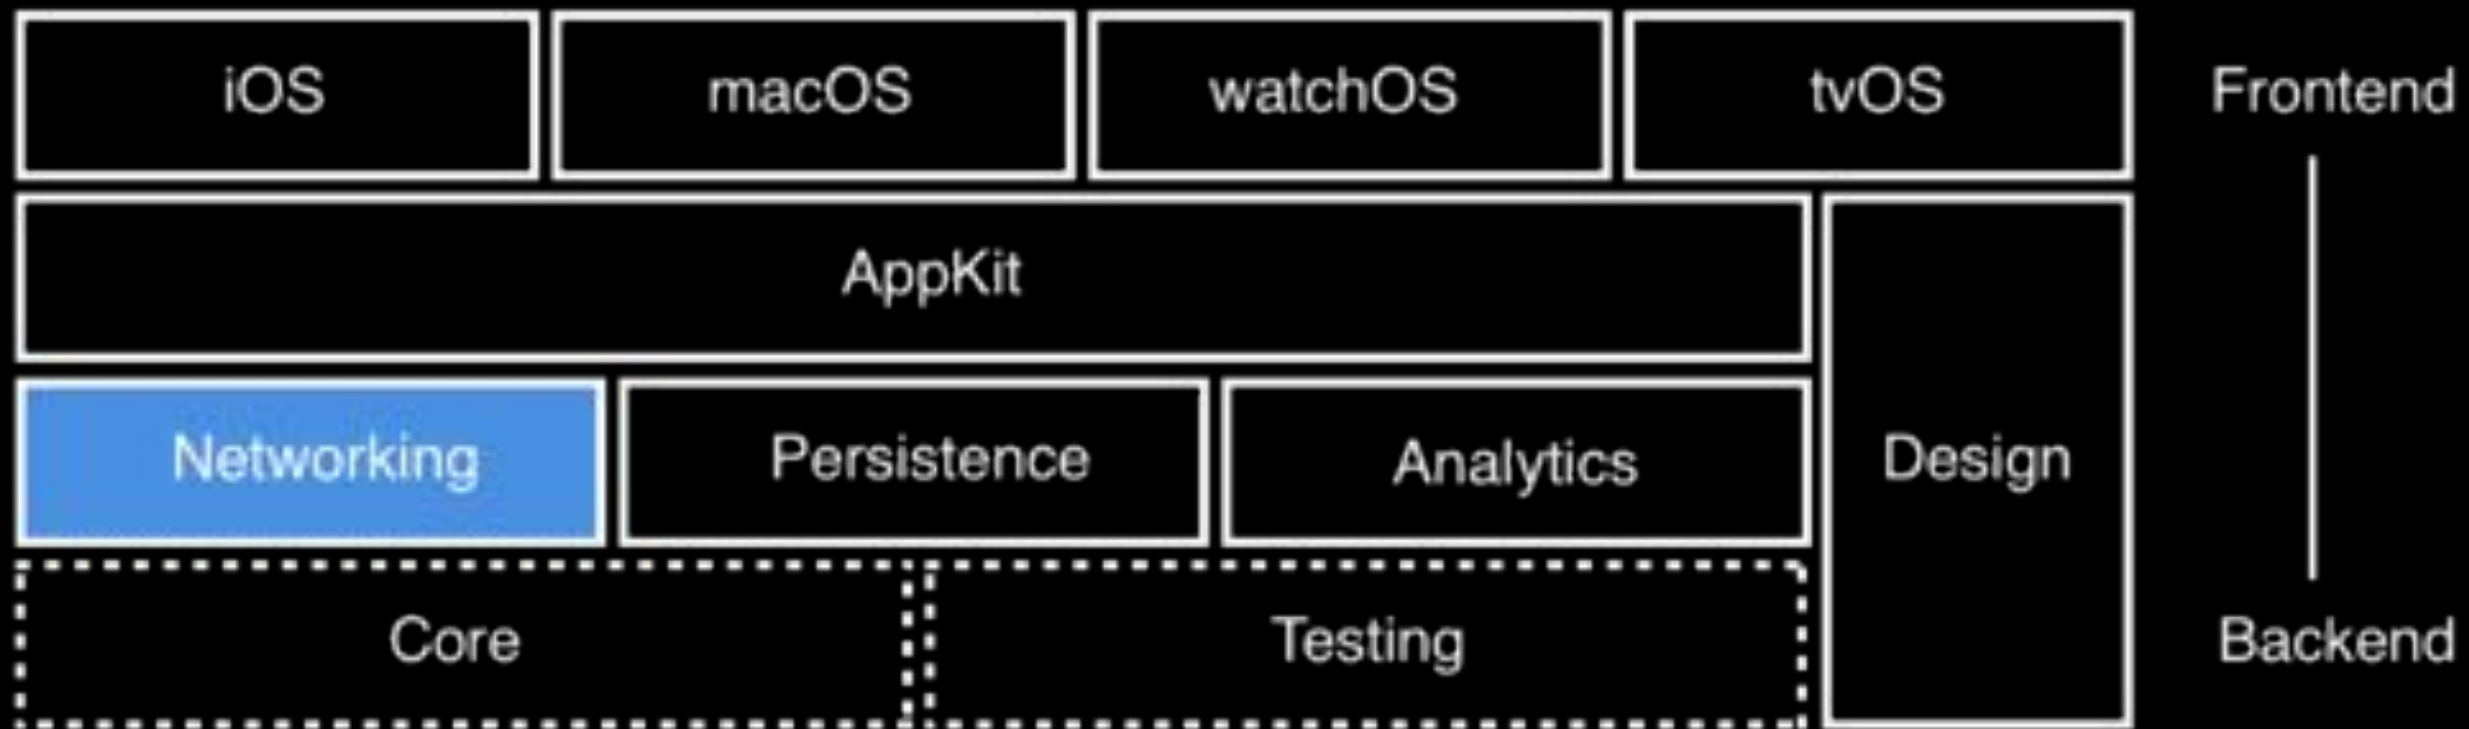 iOS
macOS
watchOS
tvOS
Frontend
AppKit
Networking
Persistence
Analytics
Design
Core
Testing
Backend